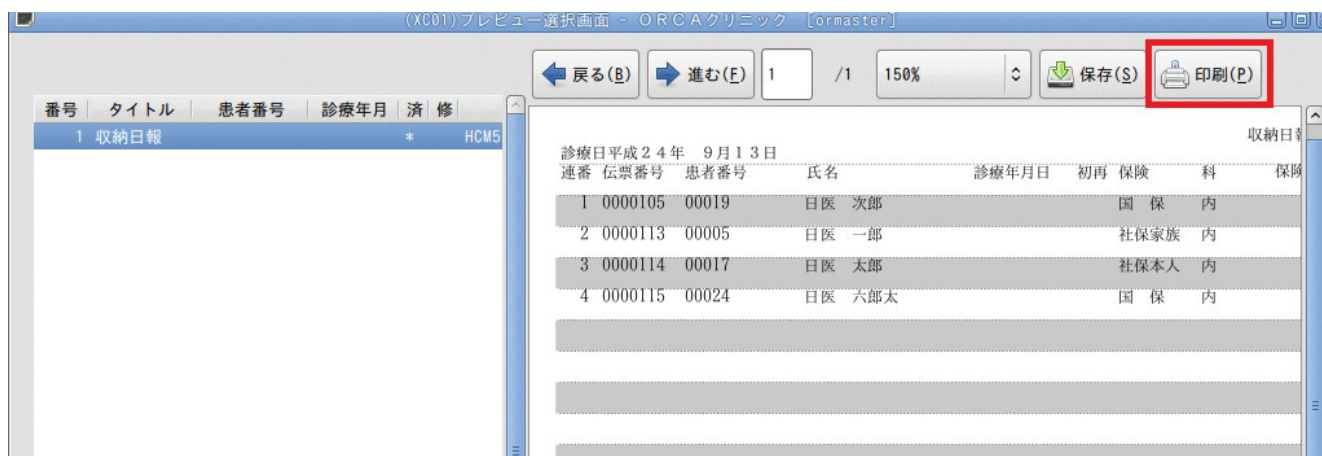 (XC01)プレビュー選択画面 - ORCAクリニック [ormaster]
戻る(B) 進む(F) 1 /1 150% 保存(S) 印刷(P)
番号 タイトル 患者番号 診療年月 済 修
1 収納日報 * HCM5
収納日報
診療日平成24年 9月13日
連番 伝票番号 患者番号 氏名 診療年月日 初再 保険 科 保険
1 0000105 00019 日医 次郎 国 保 内
2 0000113 00005 日医 一郎 社保家族 内
3 0000114 00017 日医 太郎 社保本人 内
4 0000115 00024 日医 六郎太 国 保 内